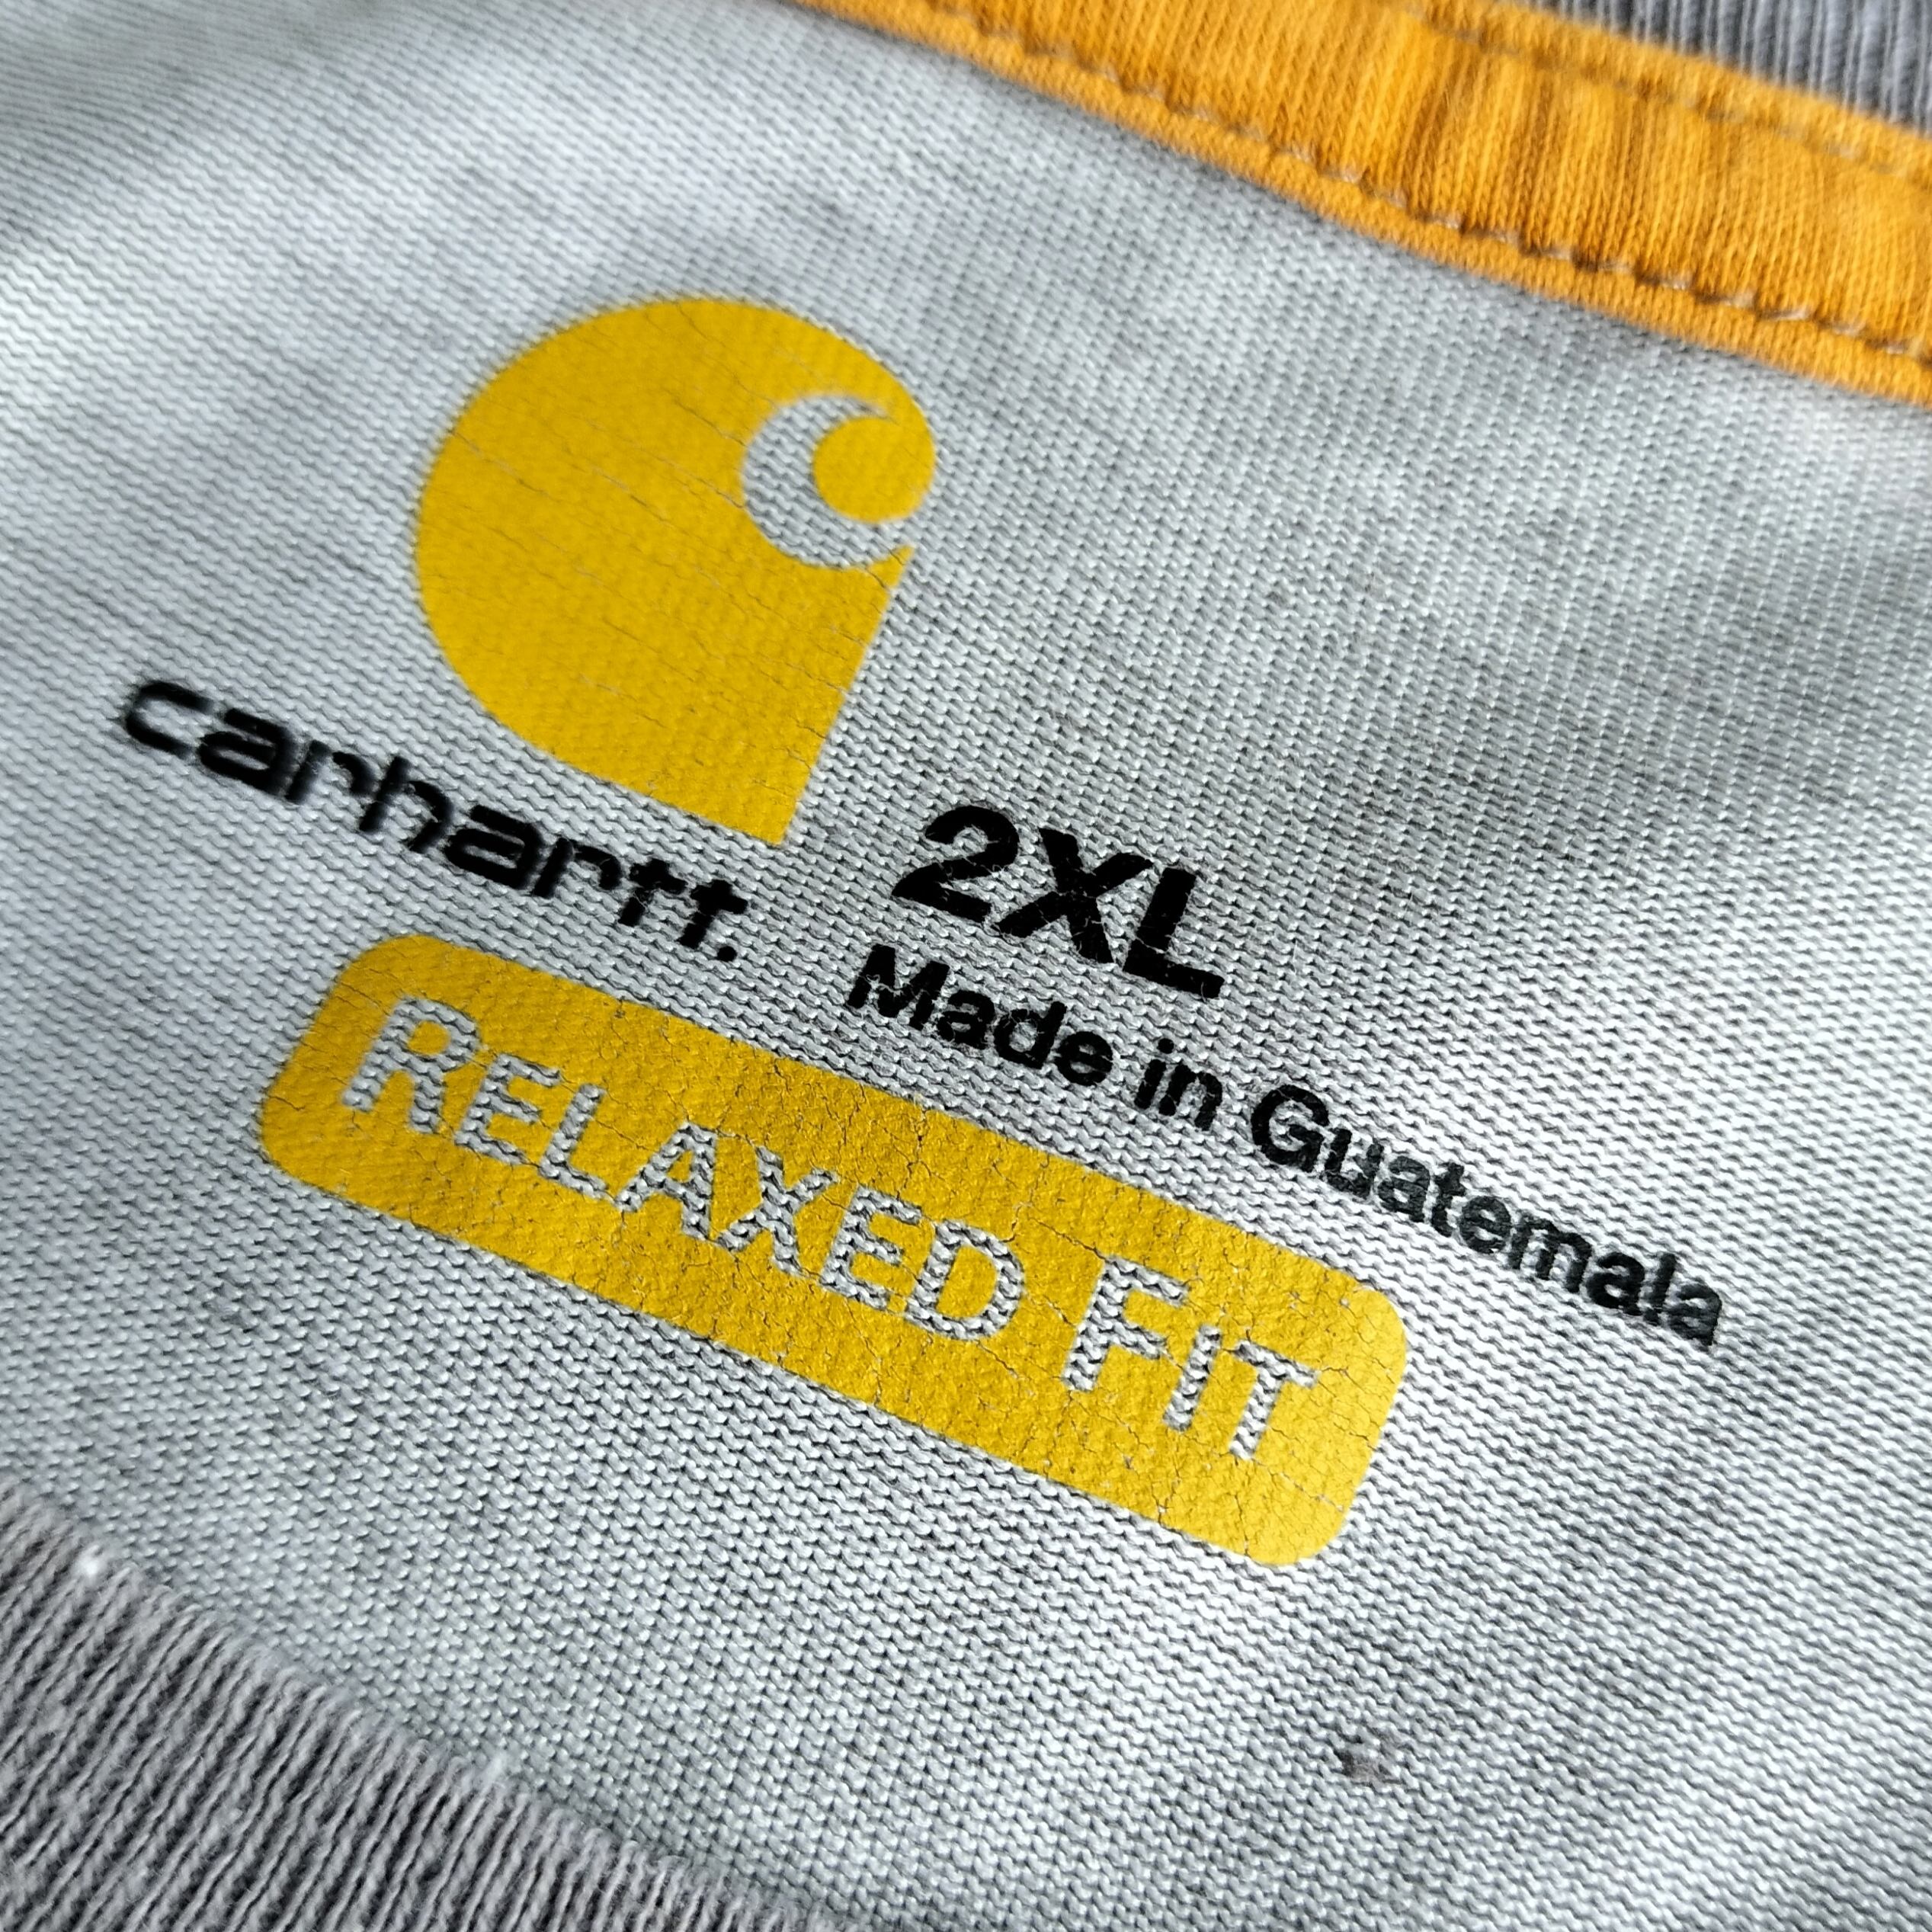 carhartt.
2XL
Made in Guatemala
RELAXED FIT